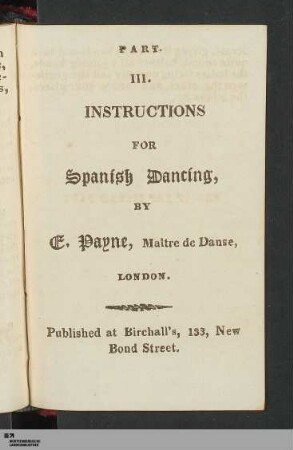 PART.
III.
INSTRUCTIONS
FOR
Spanish Dancing,
BY
E. Payne, Maitre de Danse,
LONDON.
Published at Birchall's, 133, New
Bond Street.